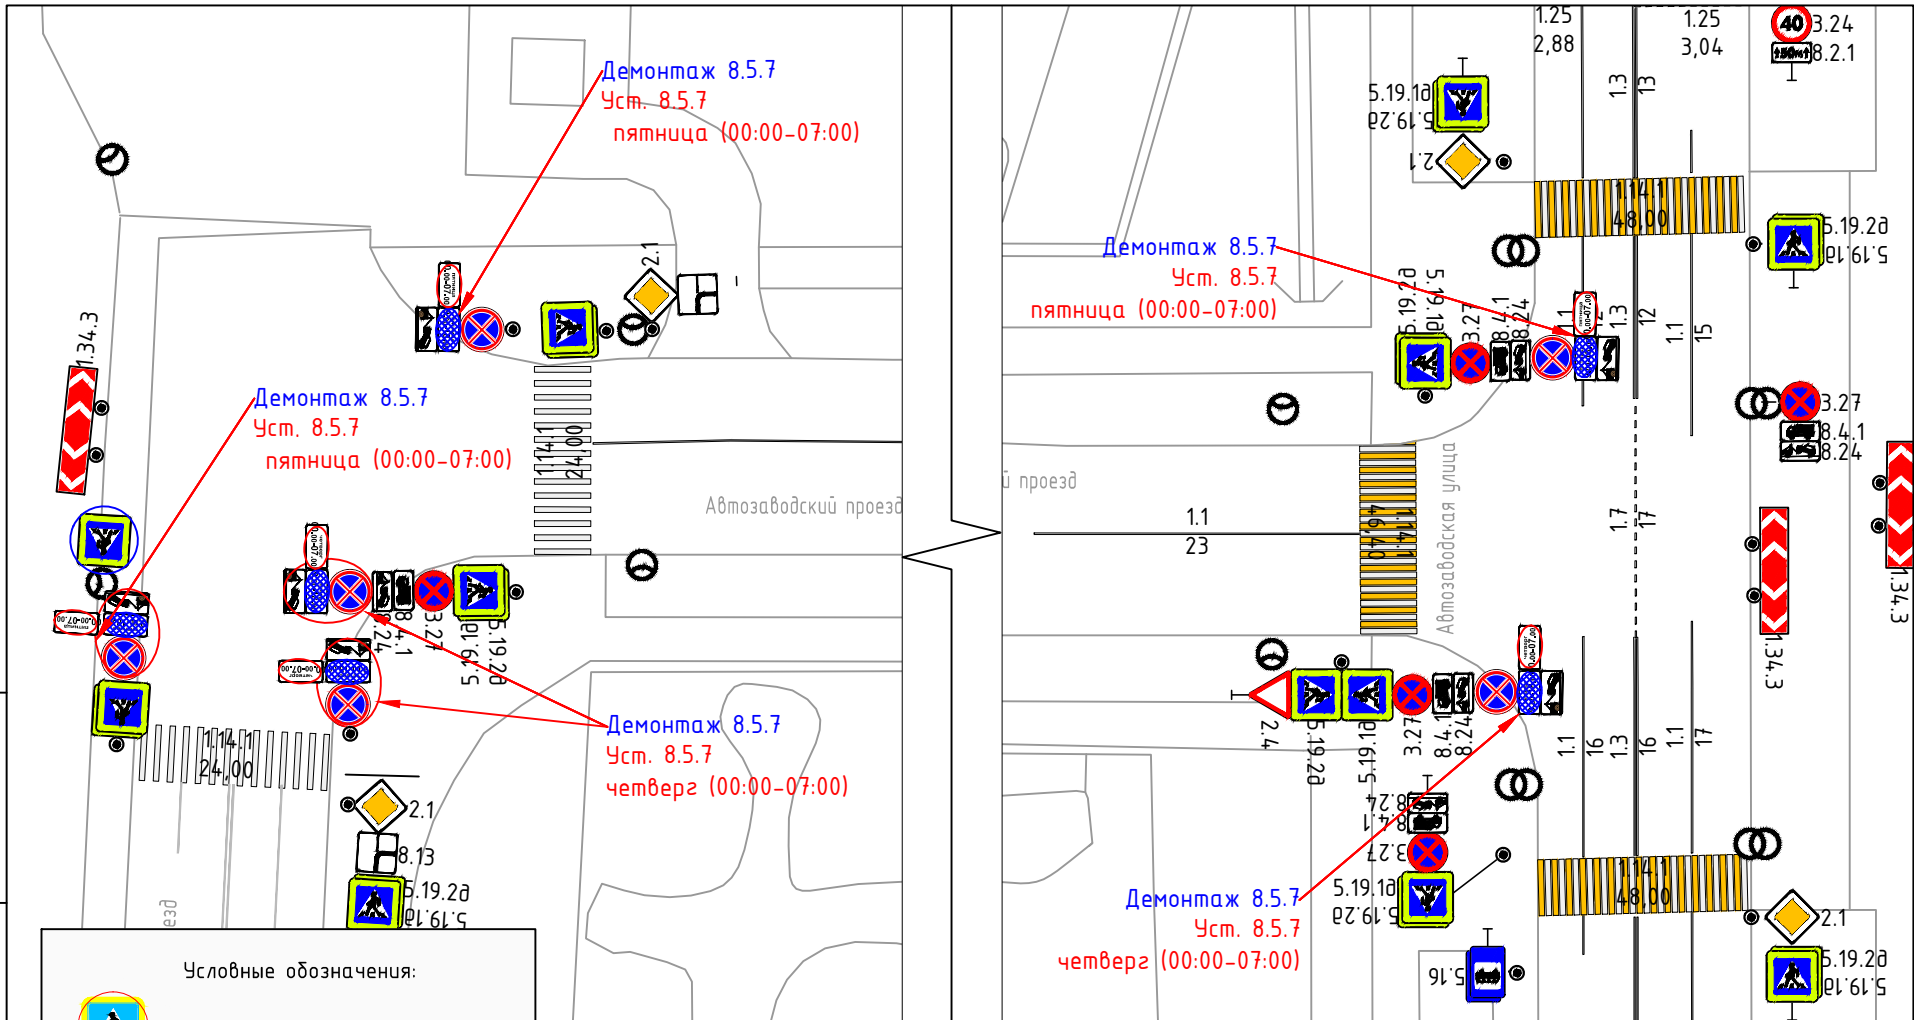 Демонтаж 8.5.7
Уст. 8.5.7
пятница (00:00-07:00)
2.1
1.34.3
Демонтаж 8.5.7
Уст. 8.5.7
пятница (00:00-07:00)
1.14.1
24,00
Автозаводский проезд
8.24
8.4.1
3.27
5.19.1д
5.19.2д
Демонтаж 8.5.7
Уст. 8.5.7
четверг (00:00-07:00)
1.14.1
24,00
2.1
8.13
5.19.2д
5.19.1д
Условные обозначения:
1.25
2,88
1.25
3,04
40
3.24
8.2.1
1.3
13
5.19.1д
5.19.2д
2.1
1.14.1
48,00
5.19.2д
5.19.1д
Демонтаж 8.5.7
Уст. 8.5.7
пятница (00:00-07:00)
5.19.2д
5.19.1д
3.27
8.4.1
8.24
1.1
1.3
12
1.1
15
3.27
8.4.1
8.24
й проезд
1.1
23
1.14.1
46,40
Автозаводская улица
1.7
17
1.34.3
1.34.3
2.4
5.19.2д
5.19.1д
3.27
8.4.1
8.24
1.1
16
1.3
16
1.1
17
8.24
8.4.1
3.27
5.19.1д
5.19.2д
Демонтаж 8.5.7
Уст. 8.5.7
четверг (00:00-07:00)
1.14.1
48,00
2.1
5.16
5.19.2д
5.19.1д